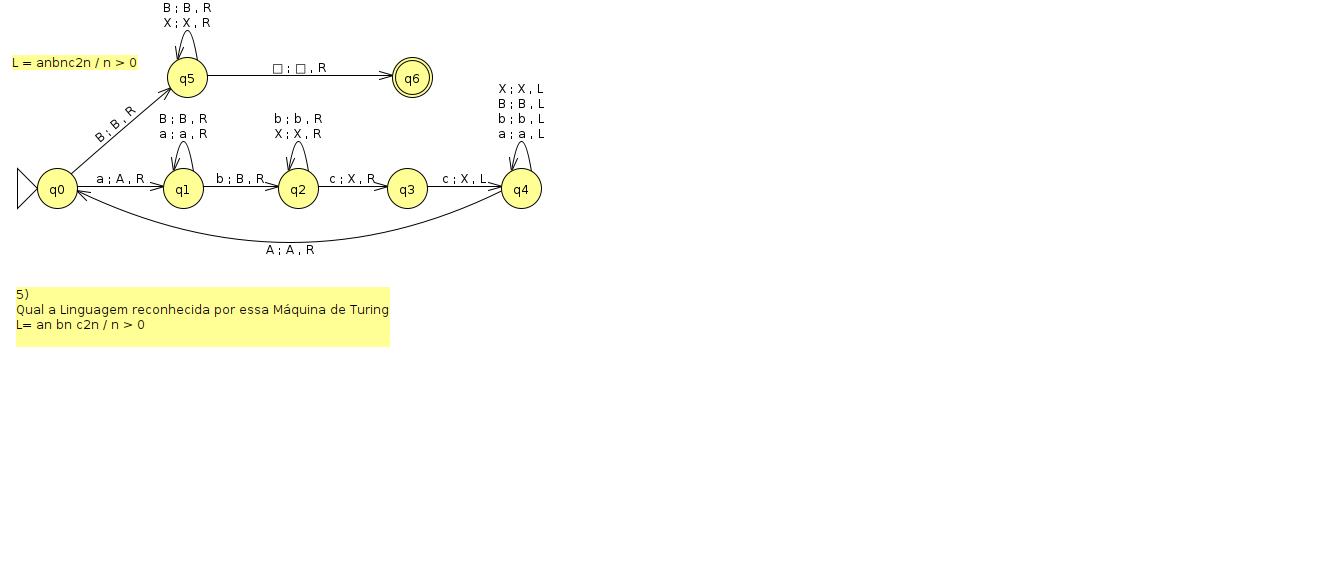 B ; B , R
X ; X , R
L = anbnc2n / n > 0
q5
□ ; □ , R
q6
B ; B , R
B ; B , R
a ; a , R
b ; b , R
X ; X , R
X ; X , L
B ; B , L
b ; b , L
a ; a , L
q0
a ; A , R
q1
b ; B , R
q2
c ; X , R
q3
c ; X , L
q4
A ; A , R
5)
Qual a Linguagem reconhecida por essa Máquina de Turing
L= an bn c2n / n > 0